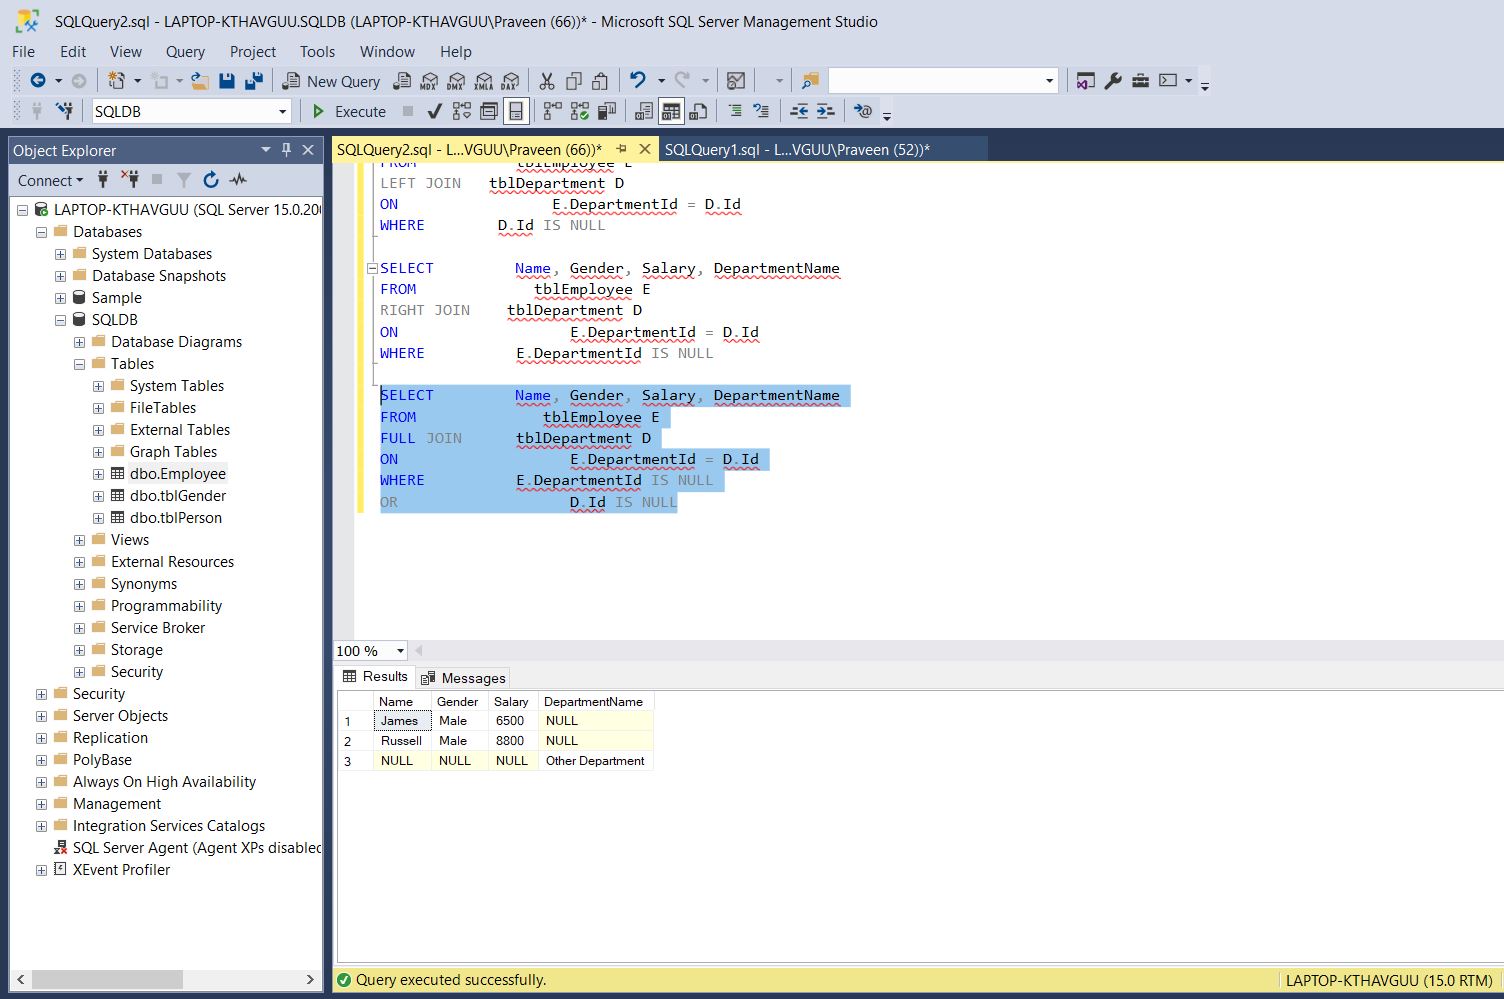 SQLQuery2.sql - LAPTOP-KTHAVGUU.SQLDB (LAPTOP-KTHAVGUU\Praveen (66))* - Microsoft SQL Server Management Studio
File Edit View Query Project Tools Window Help
New Query MDX DMX XMLA DAX
SQLDB Execute
Object Explorer
Connect
LAPTOP-KTHAVGUU (SQL Server 15.0.200
Databases
System Databases
Database Snapshots
Sample
SQLDB
Database Diagrams
Tables
System Tables
FileTables
External Tables
Graph Tables
dbo.Employee
dbo.tblGender
dbo.tblPerson
Views
External Resources
Synonyms
Programmability
Service Broker
Storage
Security
Security
Server Objects
Replication
PolyBase
Always On High Availability
Management
Integration Services Catalogs
SQL Server Agent (Agent XPs disabled
XEvent Profiler
SQLQuery2.sql - L...VGUU\Praveen (66))* SQLQuery1.sql - L...VGUU\Praveen (52))*
FROM tblEmployee E
LEFT JOIN tblDepartment D
ON E.DepartmentId = D.Id
WHERE D.Id IS NULL
SELECT Name, Gender, Salary, DepartmentName
FROM tblEmployee E
RIGHT JOIN tblDepartment D
ON E.DepartmentId = D.Id
WHERE E.DepartmentId IS NULL
SELECT Name, Gender, Salary, DepartmentName
FROM tblEmployee E
FULL JOIN tblDepartment D
ON E.DepartmentId = D.Id
WHERE E.DepartmentId IS NULL
OR D.Id IS NULL
100 %
Results Messages
Name Gender Salary DepartmentName
1 James Male 6500 NULL
2 Russell Male 8800 NULL
3 NULL NULL NULL Other Department
Query executed successfully. LAPTOP-KTHAVGUU (15.0 RTM)